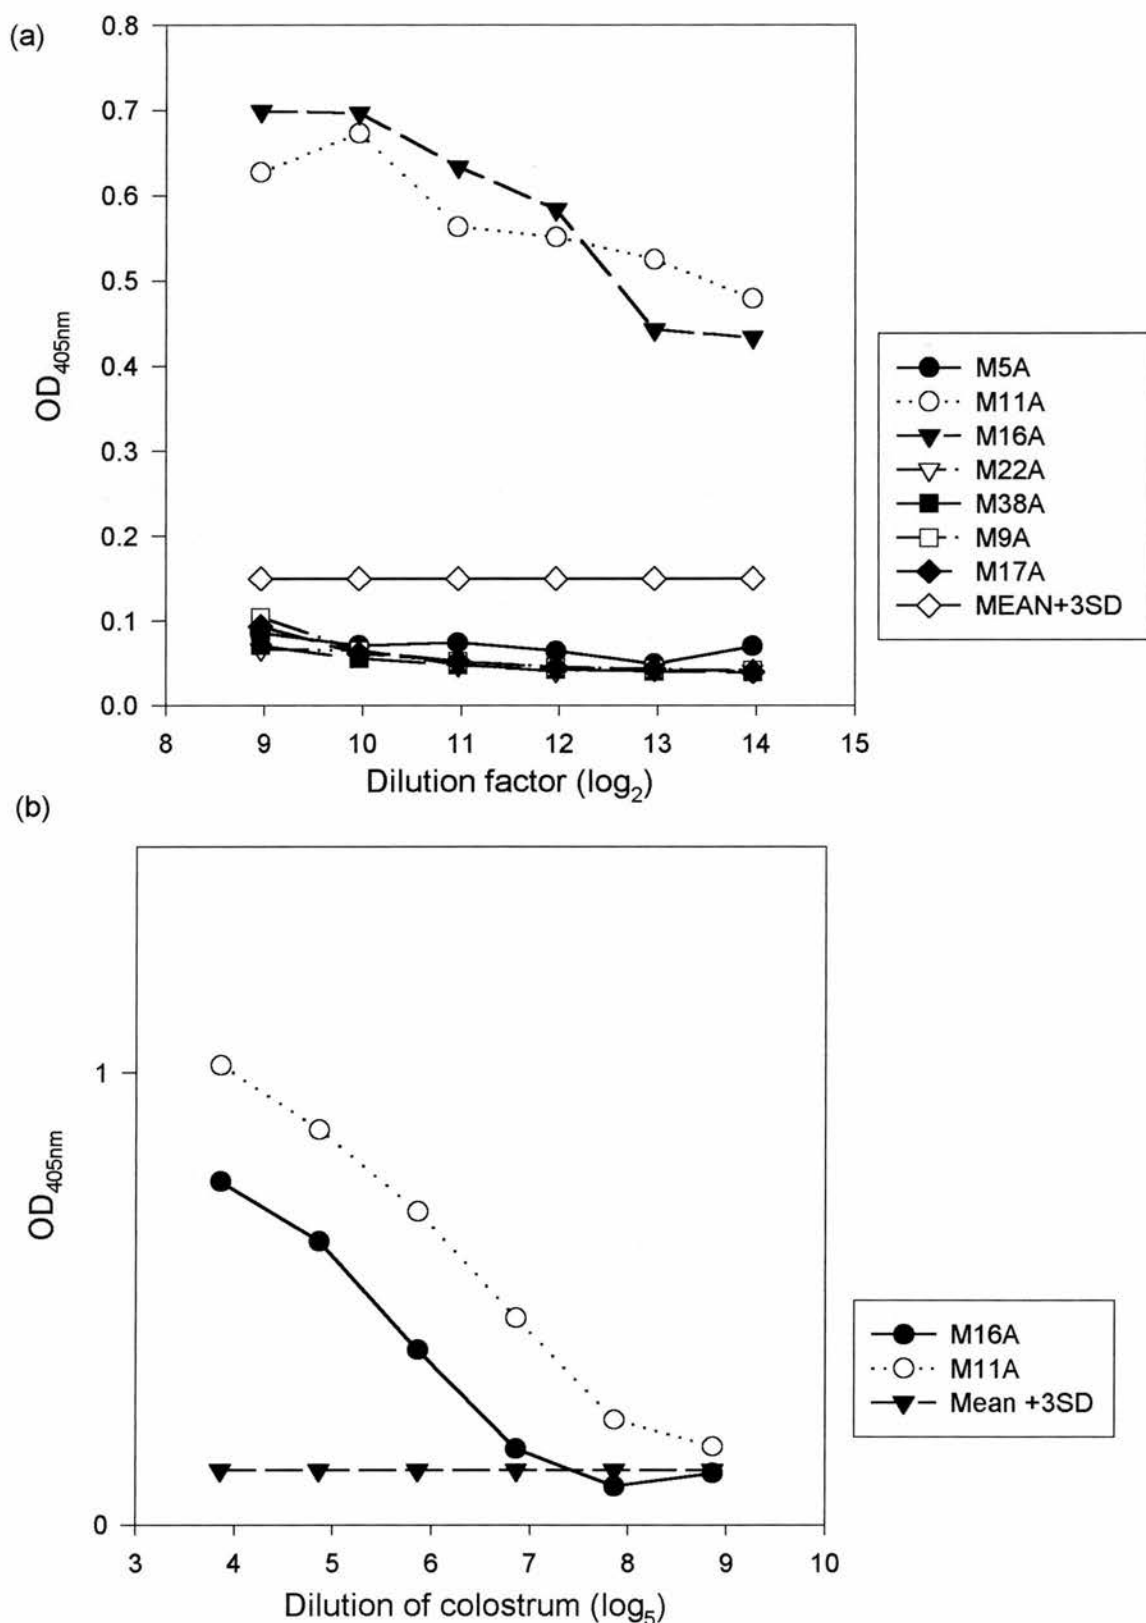 (a)
0.8
0.7
0.6
0.5
0.4
0.3
0.2
0.1
0.0
OD405nm
8 9 10 11 12 13 14 15
Dilution factor (log2)
M5A
M11A
M16A
M22A
M38A
M9A
M17A
MEAN+3SD
(b)
1
0
OD405nm
3 4 5 6 7 8 9 10
Dilution of colostrum (log5)
M16A
M11A
Mean +3SD